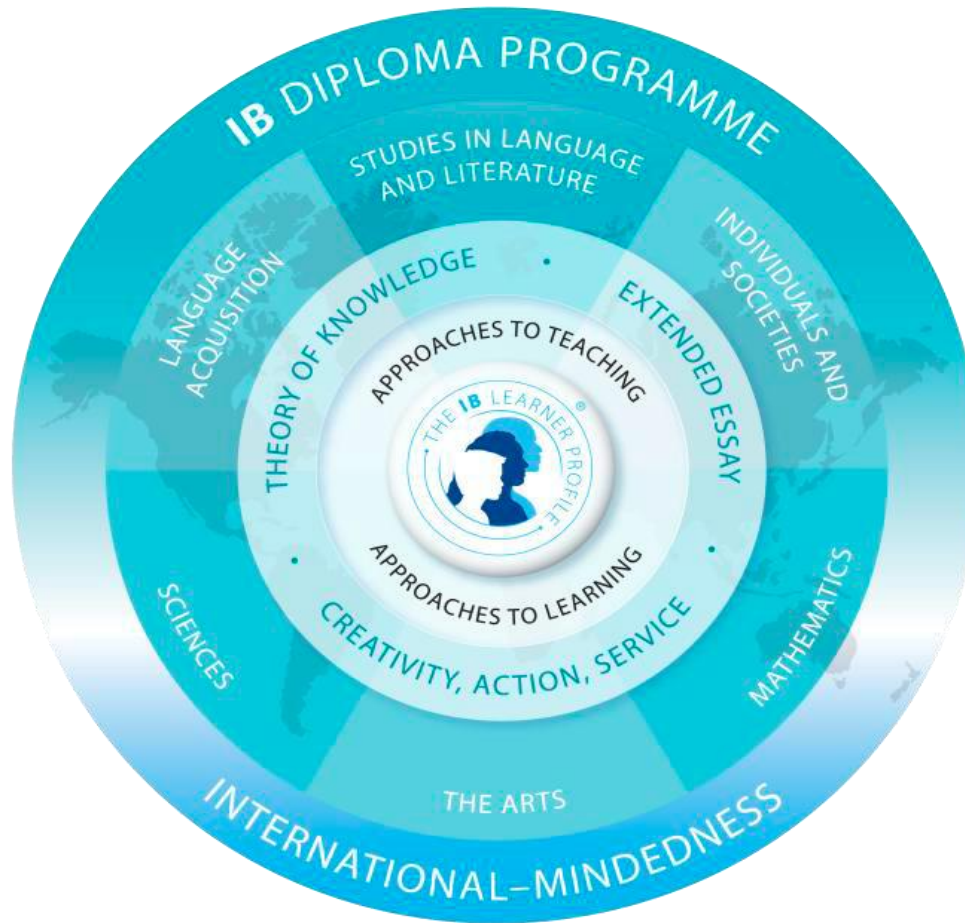 IB DIPLOMA PROGRAMME
STUDIES IN LANGUAGE
AND LITERATURE
LANGUAGE
ACQUISITION
INDIVIDUALS AND
SOCIETIES
THEORY OF KNOWLEDGE
·
EXTENDED ESSAY
APPROACHES TO TEACHING
· THE IB LEARNER PROFILE ·
®
APPROACHES TO LEARNING
·
CREATIVITY, ACTION, SERVICE
·
SCIENCES
MATHEMATICS
THE ARTS
INTERNATIONAL–MINDEDNESS